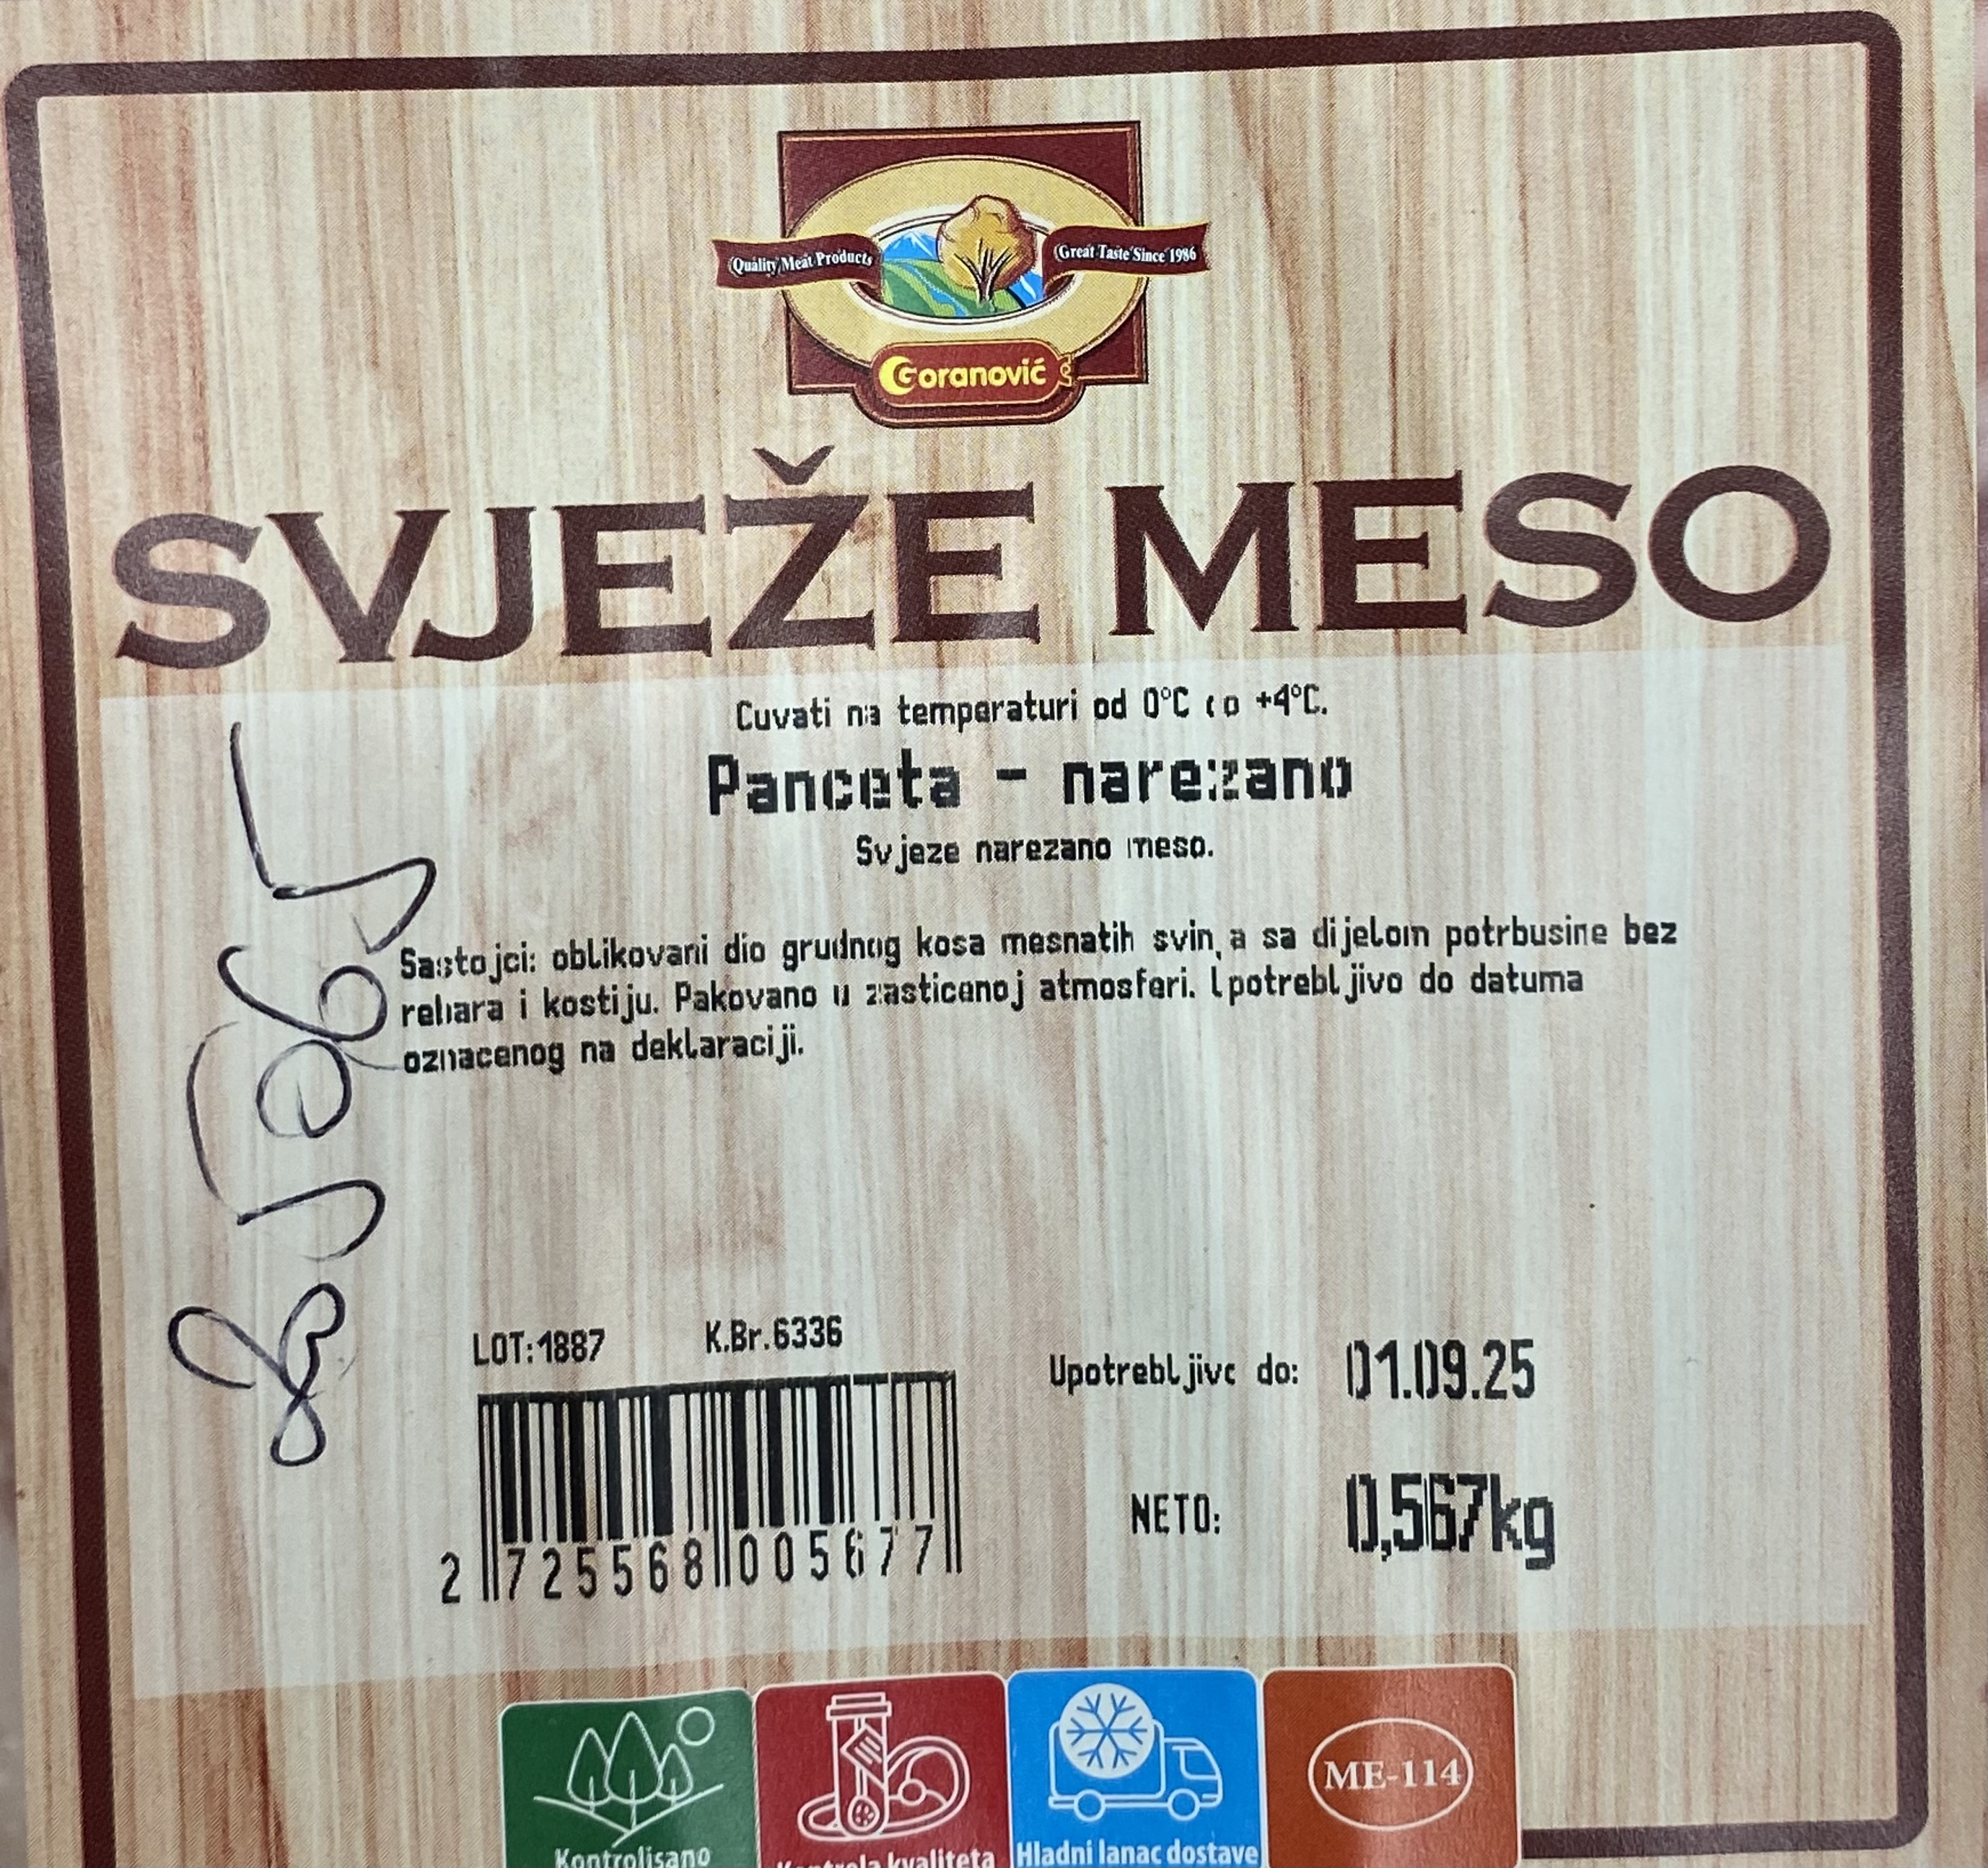 Quality Meat Products
Great Taste Since 1986
Goranović
SVJEŽE MESO
Cuvati na temperaturi od 0°C do +4°C.
Panceta - narezano
Svjeze narezano meso.
Sastojci: oblikovani dio grudnog kosa mesnatih svinja sa dijelom potrbusine bez
rebara i kostiju. Pakovano u zasticenoj atmosferi. Upotrebljivo do datuma
oznacenog na deklaraciji.
LOT:1887 K.Br.6336
Upotrebljivo do: 01.09.25
NETO: 0,567kg
2 725568 005677
Kontrolisano
Kontrola kvaliteta
Hladni lanac dostave
ME-114